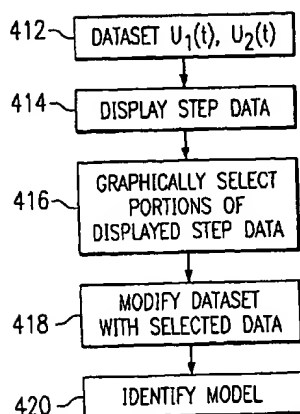 412 DATASET U1(t), U2(t)
414 DISPLAY STEP DATA
416 GRAPHICALLY SELECT
PORTIONS OF
DISPLAYED STEP DATA
418 MODIFY DATASET
WITH SELECTED DATA
420 IDENTIFY MODEL